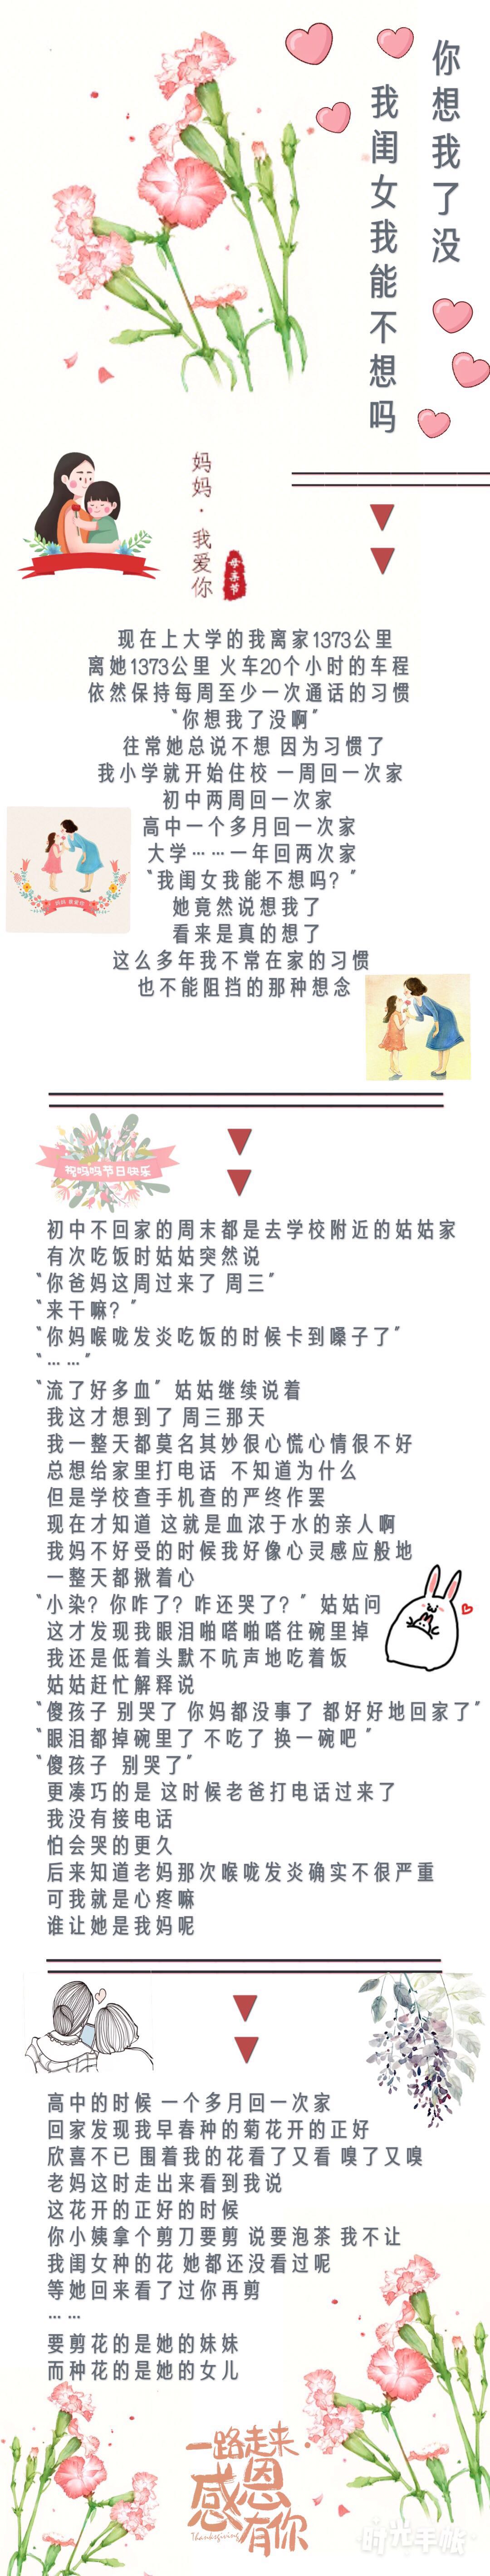 你想我了没
我闺女我能不想吗
妈妈·我爱你
母亲节
现在上大学的我离家1373公里
离她1373公里 火车20个小时的车程
依然保持每周至少一次通话的习惯
“你想我了没啊”
往常她总说不想 因为习惯了
我小学就开始住校 一周回一次家
初中两周回一次家
高中一个多月回一次家
大学……一年回两次家
“我闺女我能不想吗？”
她竟然说想我了
看来是真的想了
这么多年我不常在家的习惯
也不能阻挡的那种想念
祝妈妈节日快乐
初中不回家的周末都是去学校附近的姑姑家
有次吃饭时姑姑突然说
“你爸妈这周过来了 周三”
“来干嘛？”
“你妈喉咙发炎吃饭的时候卡到嗓子了”
“……”
“流了好多血” 姑姑继续说着
我这才想到了 周三那天
我一整天都莫名其妙很心慌心情很不好
总想给家里打电话 不知道为什么
但是学校查手机查的严终作罢
现在才知道 这就是血浓于水的亲人啊
我妈不好受的时候我好像心灵感应般地
一整天都揪着心
“小染？你咋了？咋还哭了？” 姑姑问
这才发现我眼泪啪嗒啪嗒往碗里掉
我还是低着头默不吭声地吃着饭
姑姑赶忙解释说
“傻孩子 别哭了 你妈都没事了 都好好地回家了”
“眼泪都掉碗里了 不吃了 换一碗吧 ”
“傻孩子 别哭了”
更凑巧的是 这时候老爸打电话过来了
我没有接电话
怕会哭的更久
后来知道老妈那次喉咙发炎确实不很严重
可我就是心疼嘛
谁让她是我妈呢
高中的时候 一个多月回一次家
回家发现我早春种的菊花开的正好
欣喜不已 围着我的花看了又看 嗅了又嗅
老妈这时走出来看到我说
这花开的正好的时候
你小姨拿个剪刀要剪 说要泡茶 我不让
我闺女种的花 她都还没看过呢
等她回来看了过你再剪
……
要剪花的是她的妹妹
而种花的是她的女儿
一路走来
感恩有你
Thanksgiving
时光手帐